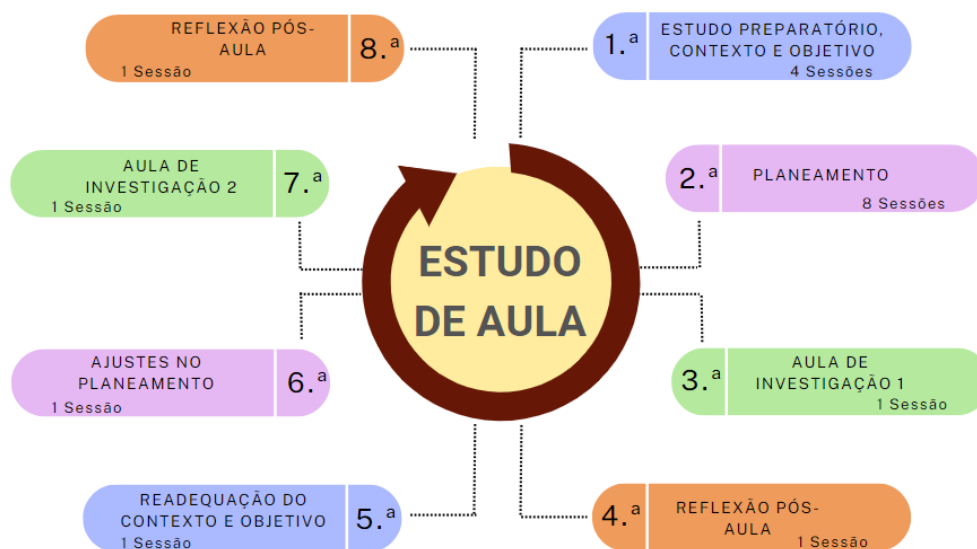 REFLEXÃO PÓS-
AULA
1 Sessão
8.ª
1.ª
ESTUDO PREPARATÓRIO,
CONTEXTO E OBJETIVO
4 Sessões
AULA DE
INVESTIGAÇÃO 2
1 Sessão
7.ª
2.ª
PLANEAMENTO
8 Sessões
ESTUDO
DE AULA
AJUSTES NO
PLANEAMENTO
1 Sessão
6.ª
3.ª
AULA DE
INVESTIGAÇÃO 1
1 Sessão
READEQUAÇÃO DO
CONTEXTO E OBJETIVO
1 Sessão
5.ª
4.ª
REFLEXÃO PÓS-
AULA
1 Sessão